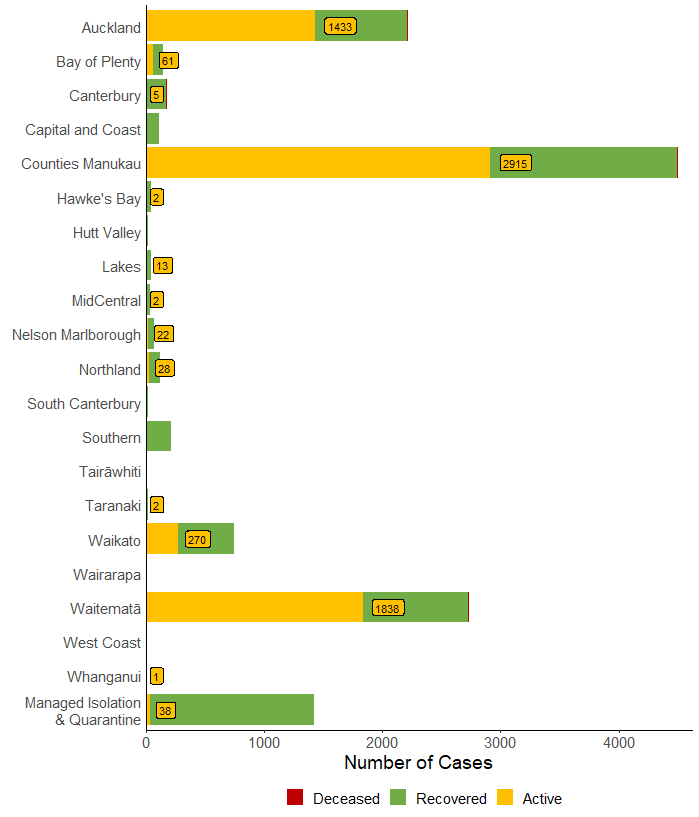 Auckland 1433
Bay of Plenty 61
Canterbury 5
Capital and Coast
Counties Manukau 2915
Hawke's Bay 2
Hutt Valley
Lakes 13
MidCentral 2
Nelson Marlborough 22
Northland 28
South Canterbury
Southern
Tairāwhiti
Taranaki 2
Waikato 270
Wairarapa
Waitematā 1838
West Coast
Whanganui 1
Managed Isolation
& Quarantine 38
0 1000 2000 3000 4000
Number of Cases
Deceased Recovered Active